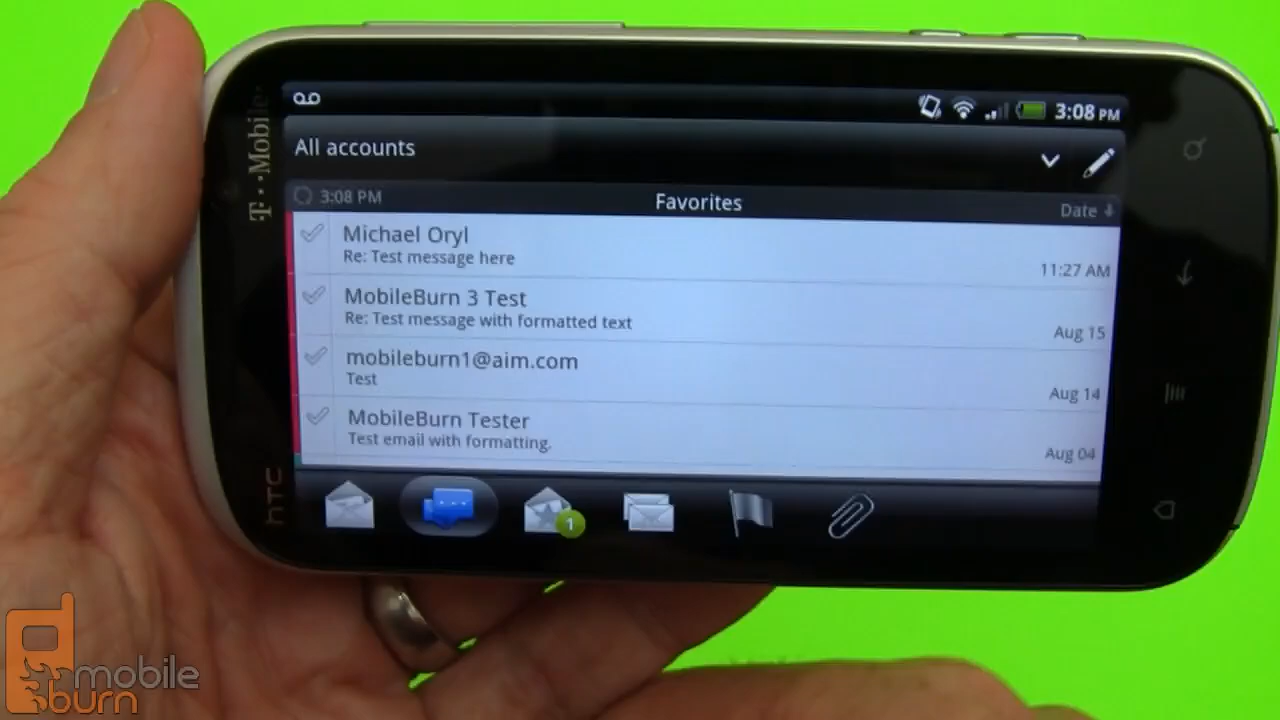 3:08 PM
All accounts
3:08 PM
Favorites
Date
Michael Oryl
Re: Test message here
11:27 AM
MobileBurn 3 Test
Re: Test message with formatted text
Aug 15
mobileburn1@aim.com
Test
Aug 14
MobileBurn Tester
Test email with formatting.
Aug 04
1
T··Mobile
hTC
mobile
burn